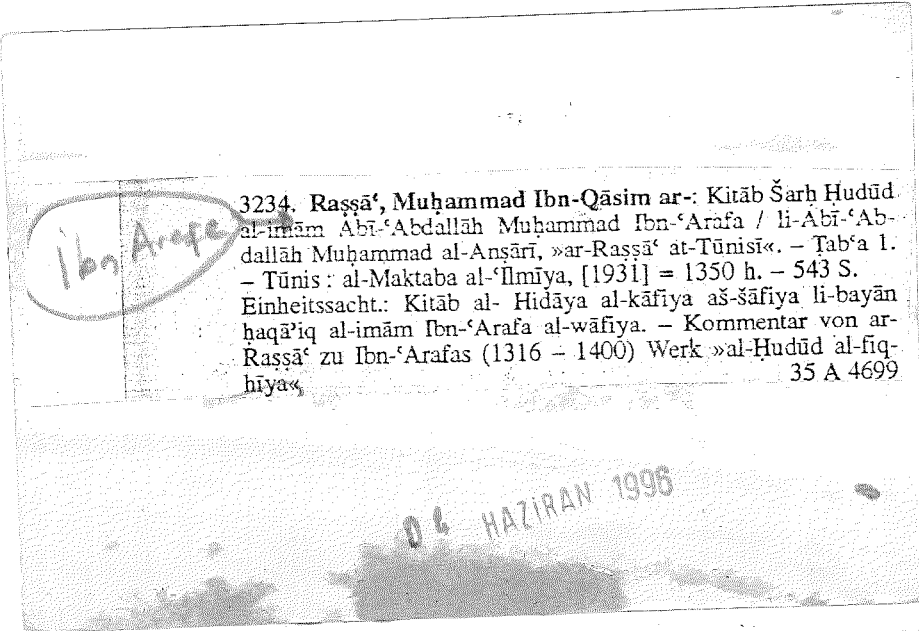 İbn Arafe
3234. Raṣṣāʿ, Muḥammad Ibn-Qāsim ar-: Kitāb Šarḥ Ḥudūd
al-imām Abī-ʿAbdallāh Muḥammad Ibn-ʿArafa / li-Abī-ʿAb-
dallāh Muḥammad al-Anṣārī, »ar-Raṣṣāʿ at-Tūnisī«. – Ṭabʿa 1.
– Tūnis : al-Maktaba al-ʿIlmīya, [1931] = 1350 h. – 543 S.
Einheitssacht.: Kitāb al- Hidāya al-kāfiya aš-šāfiya li-bayān
ḥaqāʾiq al-imām Ibn-ʿArafa al-wāfiya. – Kommentar von ar-
Raṣṣāʿ zu Ibn-ʿArafas (1316 – 1400) Werk »al-Ḥudūd al-fiq-
hīya«,
35 A 4699
04 HAZİRAN 1996